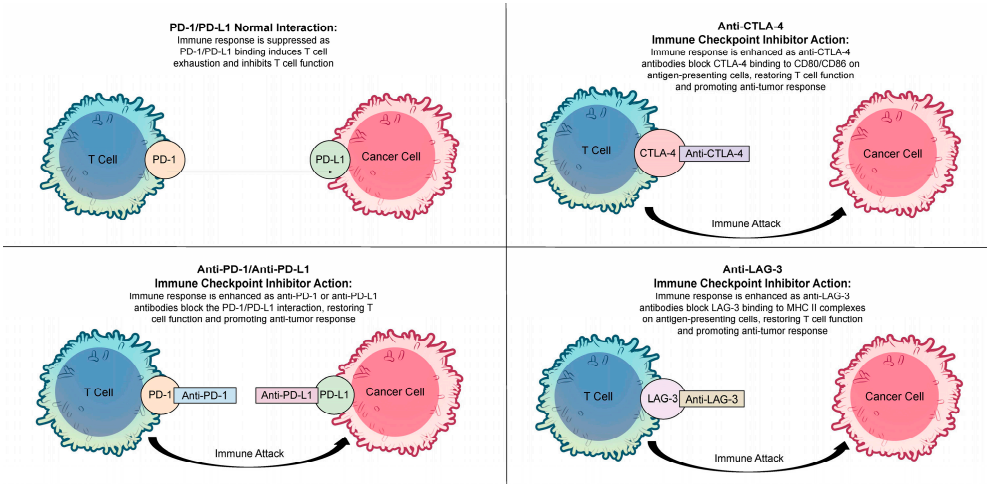 PD-1/PD-L1 Normal Interaction:
Immune response is suppressed as
PD-1/PD-L1 binding induces T cell
exhaustion and inhibits T cell function
T Cell
PD-1
PD-L1
Cancer Cell
Anti-CTLA-4
Immune Checkpoint Inhibitor Action:
Immune response is enhanced as anti-CTLA-4
antibodies block CTLA-4 binding to CD80/CD86 on
antigen-presenting cells, restoring T cell function
and promoting anti-tumor response
T Cell
CTLA-4
Anti-CTLA-4
Cancer Cell
Immune Attack
Anti-PD-1/Anti-PD-L1
Immune Checkpoint Inhibitor Action:
Immune response is enhanced as anti-PD-1 or anti-PD-L1
antibodies block the PD-1/PD-L1 interaction, restoring T
cell function and promoting anti-tumor response
T Cell
PD-1
Anti-PD-1
Anti-PD-L1
PD-L1
Cancer Cell
Immune Attack
Anti-LAG-3
Immune Checkpoint Inhibitor Action:
Immune response is enhanced as anti-LAG-3
antibodies block LAG-3 binding to MHC II complexes
on antigen-presenting cells, restoring T cell function
and promoting anti-tumor response
T Cell
LAG-3
Anti-LAG-3
Cancer Cell
Immune Attack